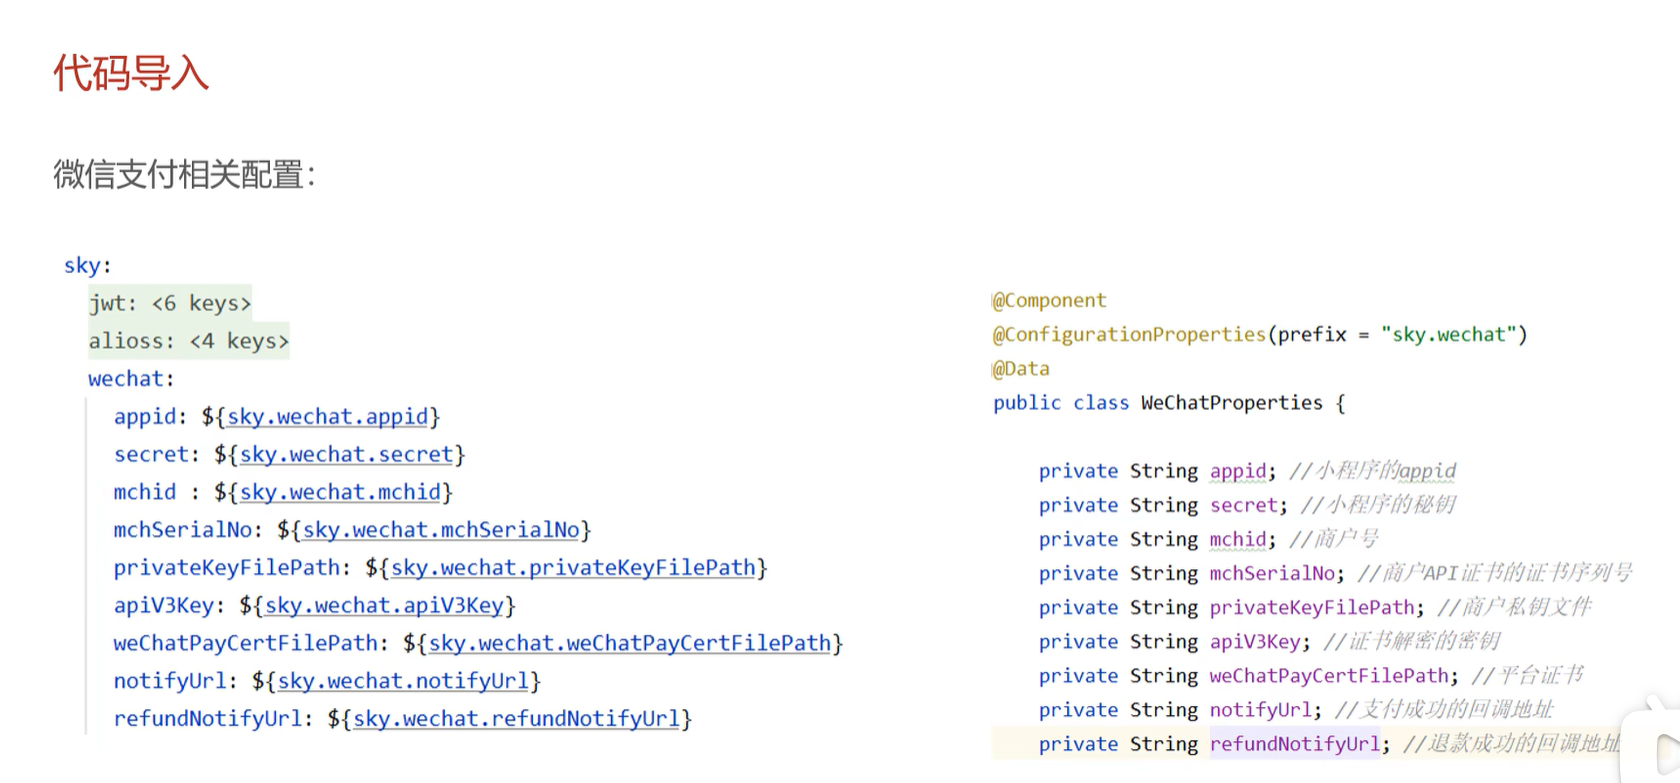 代码导入
微信支付相关配置：
sky:
jwt: <6 keys>
alioss: <4 keys>
wechat:
appid: ${sky.wechat.appid}
secret: ${sky.wechat.secret}
mchid : ${sky.wechat.mchid}
mchSerialNo: ${sky.wechat.mchSerialNo}
privateKeyFilePath: ${sky.wechat.privateKeyFilePath}
apiV3Key: ${sky.wechat.apiV3Key}
weChatPayCertFilePath: ${sky.wechat.weChatPayCertFilePath}
notifyUrl: ${sky.wechat.notifyUrl}
refundNotifyUrl: ${sky.wechat.refundNotifyUrl}
@Component
@ConfigurationProperties(prefix = "sky.wechat")
@Data
public class WeChatProperties {
private String appid; //小程序的appid
private String secret; //小程序的秘钥
private String mchid; //商户号
private String mchSerialNo; //商户API证书的证书序列号
private String privateKeyFilePath; //商户私钥文件
private String apiV3Key; //证书解密的密钥
private String weChatPayCertFilePath; //平台证书
private String notifyUrl; //支付成功的回调地址
private String refundNotifyUrl; //退款成功的回调地址